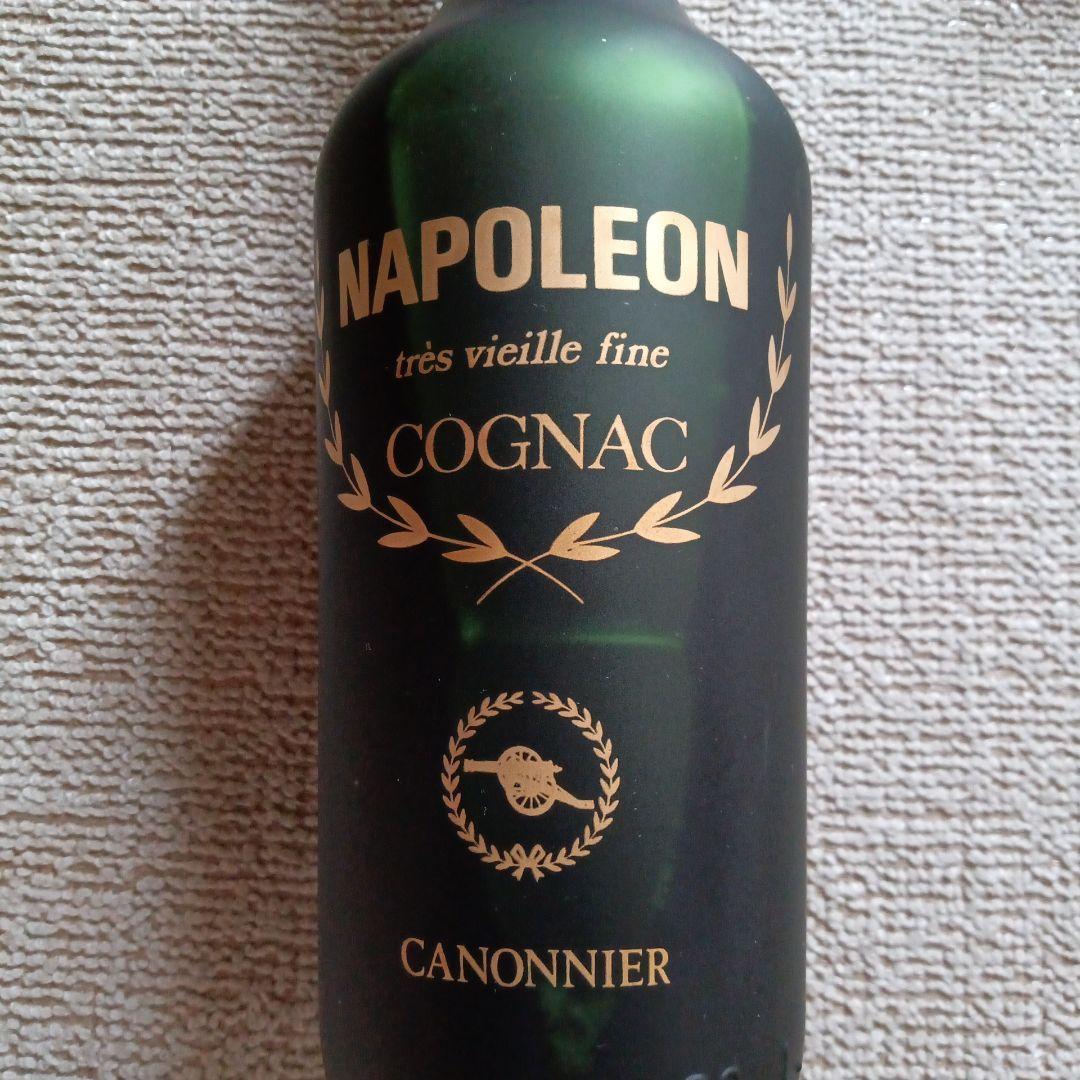 NAPOLEON
très vieille fine
COGNAC
CANONNIER